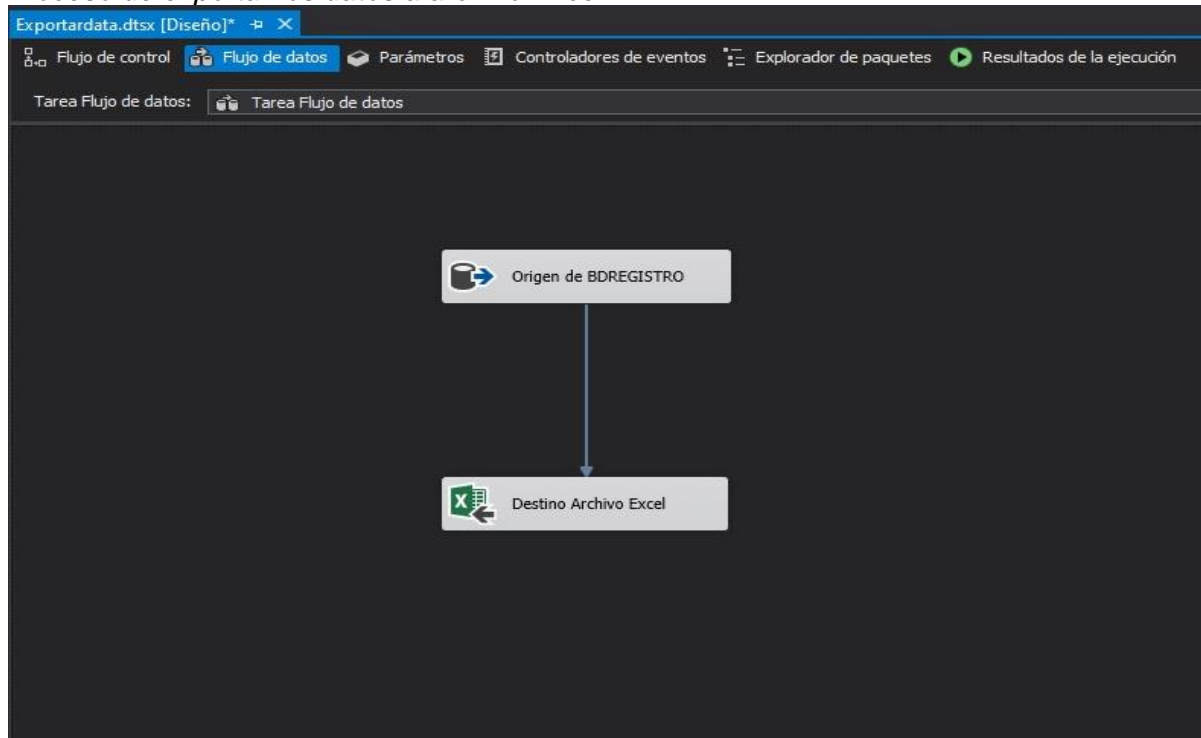 Exportardata.dtsx [Diseño]*
Flujo de control Flujo de datos Parámetros Controladores de eventos Explorador de paquetes Resultados de la ejecución
Tarea Flujo de datos: Tarea Flujo de datos
Origen de BDREGISTRO
Destino Archivo Excel